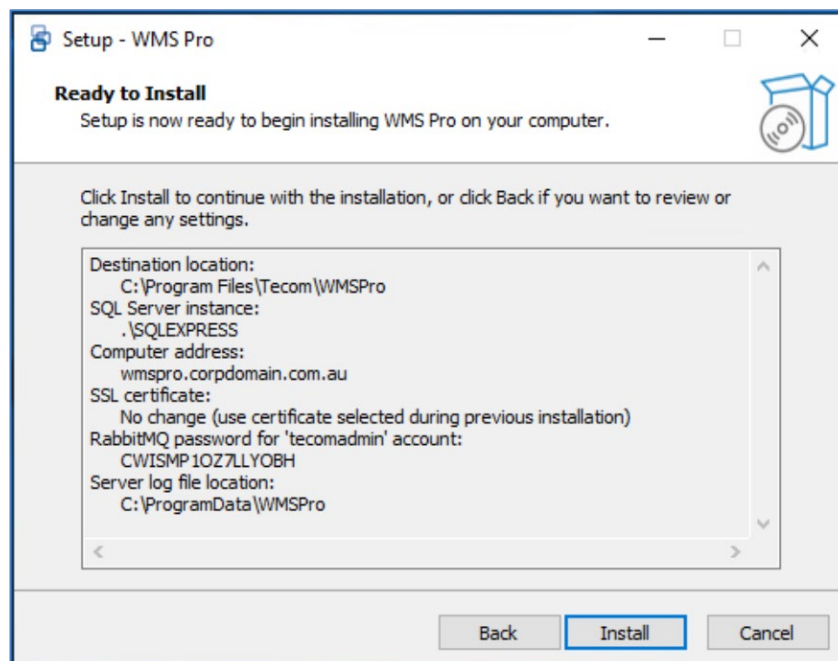 Setup - WMS Pro
Ready to Install
Setup is now ready to begin installing WMS Pro on your computer.
Click Install to continue with the installation, or click Back if you want to review or
change any settings.
Destination location:
C:\Program Files\Tecom\WMSPro
SQL Server instance:
.\SQLEXPRESS
Computer address:
wmspro.corpdomain.com.au
SSL certificate:
No change (use certificate selected during previous installation)
RabbitMQ password for 'tecomadmin' account:
CWISMP1OZ7LLYOBH
Server log file location:
C:\ProgramData\WMSPro
Back
Install
Cancel